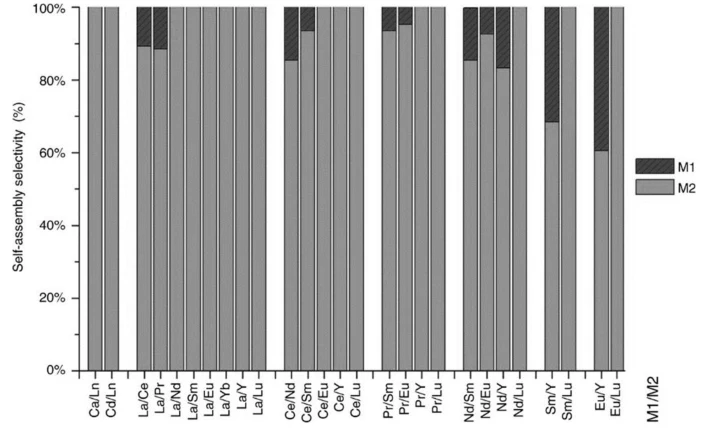 100%
80%
60%
40%
20%
0%
Self-assembly selectivity (%)
M1
M2
Ca/Ln
Cd/Ln
La/Ce
La/Pr
La/Nd
La/Sm
La/Eu
La/Yb
La/Y
La/Lu
Ce/Nd
Ce/Sm
Ce/Eu
Ce/Y
Ce/Lu
Pr/Sm
Pr/Eu
Pr/Y
Pr/Lu
Nd/Sm
Nd/Eu
Nd/Y
Nd/Lu
Sm/Y
Sm/Lu
Eu/Y
Eu/Lu
M1/M2